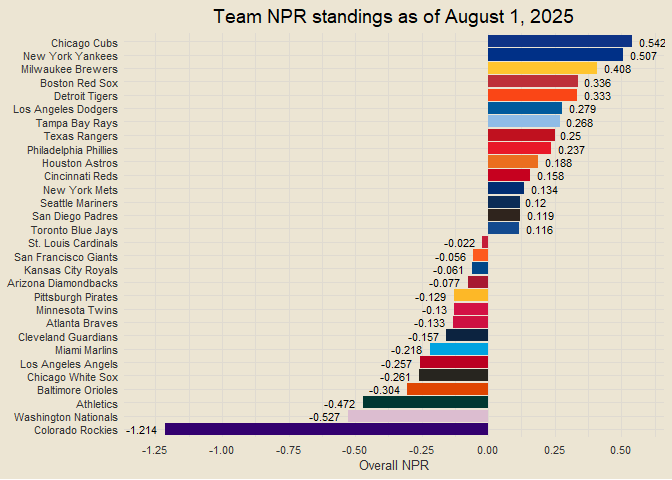 Team NPR standings as of August 1, 2025
Chicago Cubs 0.542
New York Yankees 0.507
Milwaukee Brewers 0.408
Boston Red Sox 0.336
Detroit Tigers 0.333
Los Angeles Dodgers 0.279
Tampa Bay Rays 0.268
Texas Rangers 0.25
Philadelphia Phillies 0.237
Houston Astros 0.188
Cincinnati Reds 0.158
New York Mets 0.134
Seattle Mariners 0.12
San Diego Padres 0.119
Toronto Blue Jays 0.116
St. Louis Cardinals -0.022
San Francisco Giants -0.056
Kansas City Royals -0.061
Arizona Diamondbacks -0.077
Pittsburgh Pirates -0.129
Minnesota Twins -0.13
Atlanta Braves -0.133
Cleveland Guardians -0.157
Miami Marlins -0.218
Los Angeles Angels -0.257
Chicago White Sox -0.261
Baltimore Orioles -0.304
Athletics -0.472
Washington Nationals -0.527
Colorado Rockies -1.214
-1.25 -1.00 -0.75 -0.50 -0.25 0.00 0.25 0.50
Overall NPR